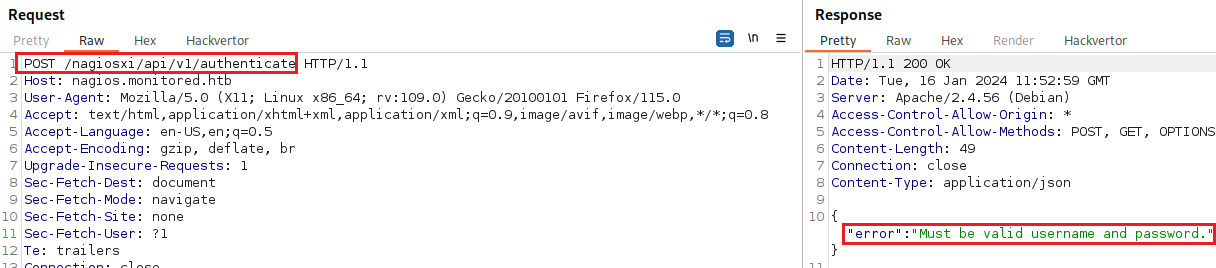 Request
Pretty Raw Hex Hackvertor \n
1 POST /nagiosxi/api/v1/authenticate HTTP/1.1
2 Host: nagios.monitored.htb
3 User-Agent: Mozilla/5.0 (X11; Linux x86_64; rv:109.0) Gecko/20100101 Firefox/115.0
4 Accept: text/html,application/xhtml+xml,application/xml;q=0.9,image/avif,image/webp,*/*;q=0.8
5 Accept-Language: en-US,en;q=0.5
6 Accept-Encoding: gzip, deflate, br
7 Upgrade-Insecure-Requests: 1
8 Sec-Fetch-Dest: document
9 Sec-Fetch-Mode: navigate
10 Sec-Fetch-Site: none
11 Sec-Fetch-User: ?1
12 Te: trailers
13 Connection: close
Response
Pretty Raw Hex Render Hackvertor
1 HTTP/1.1 200 OK
2 Date: Tue, 16 Jan 2024 11:52:59 GMT
3 Server: Apache/2.4.56 (Debian)
4 Access-Control-Allow-Origin: *
5 Access-Control-Allow-Methods: POST, GET, OPTIONS
6 Content-Length: 49
7 Connection: close
8 Content-Type: application/json
9
10 {
"error":"Must be valid username and password."
}
11